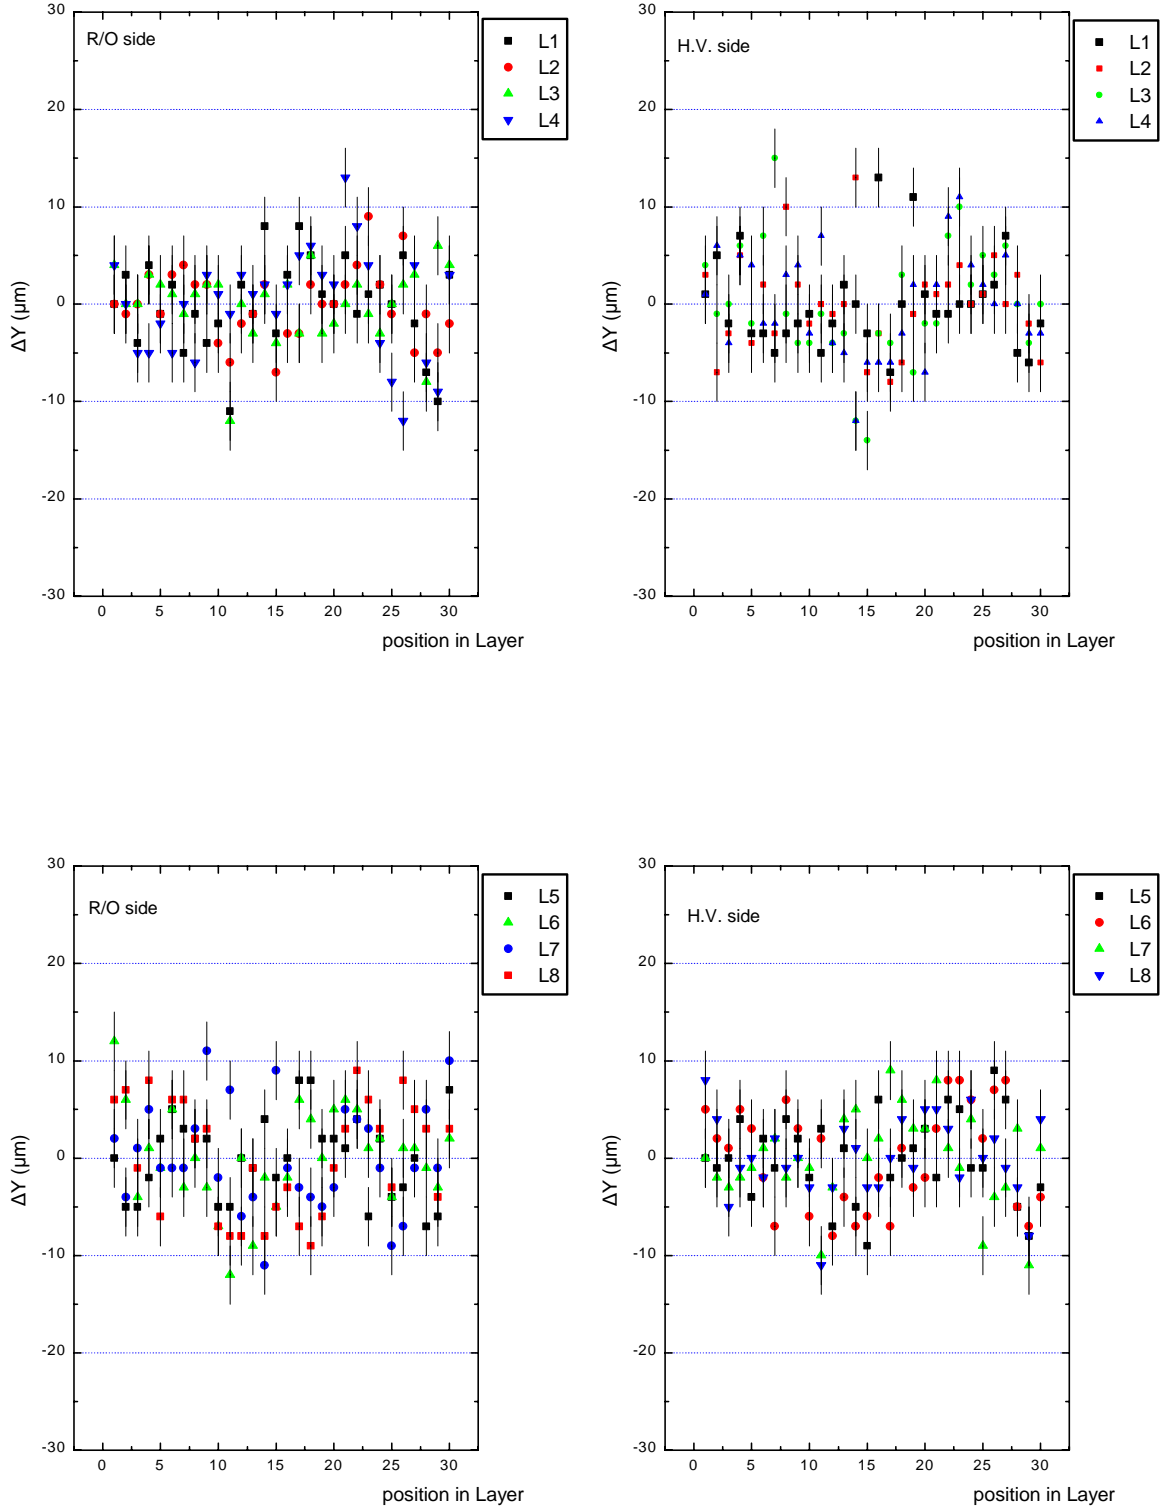 30
R/O side
L1
L2
L3
L4
20
10
0
-10
-20
-30
ΔY (µm)
0 5 10 15 20 25 30
position in Layer
30
H.V. side
L1
L2
L3
L4
20
10
0
-10
-20
-30
ΔY (µm)
0 5 10 15 20 25 30
position in Layer
30
R/O side
L5
L6
L7
L8
20
10
0
-10
-20
-30
ΔY (µm)
0 5 10 15 20 25 30
position in Layer
30
H.V. side
L5
L6
L7
L8
20
10
0
-10
-20
-30
ΔY (µm)
0 5 10 15 20 25 30
position in Layer